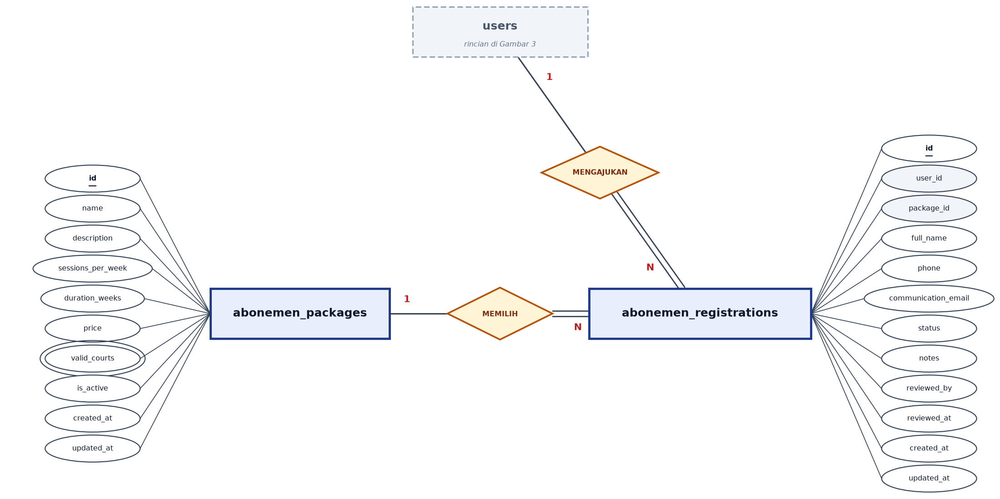 users
rincian di Gambar 3
1
MENGAJUKAN
N
id
name
description
sessions_per_week
duration_weeks
price
valid_courts
is_active
created_at
updated_at
abonemen_packages
1
MEMILIH
N
abonemen_registrations
id
user_id
package_id
full_name
phone
communication_email
status
notes
reviewed_by
reviewed_at
created_at
updated_at